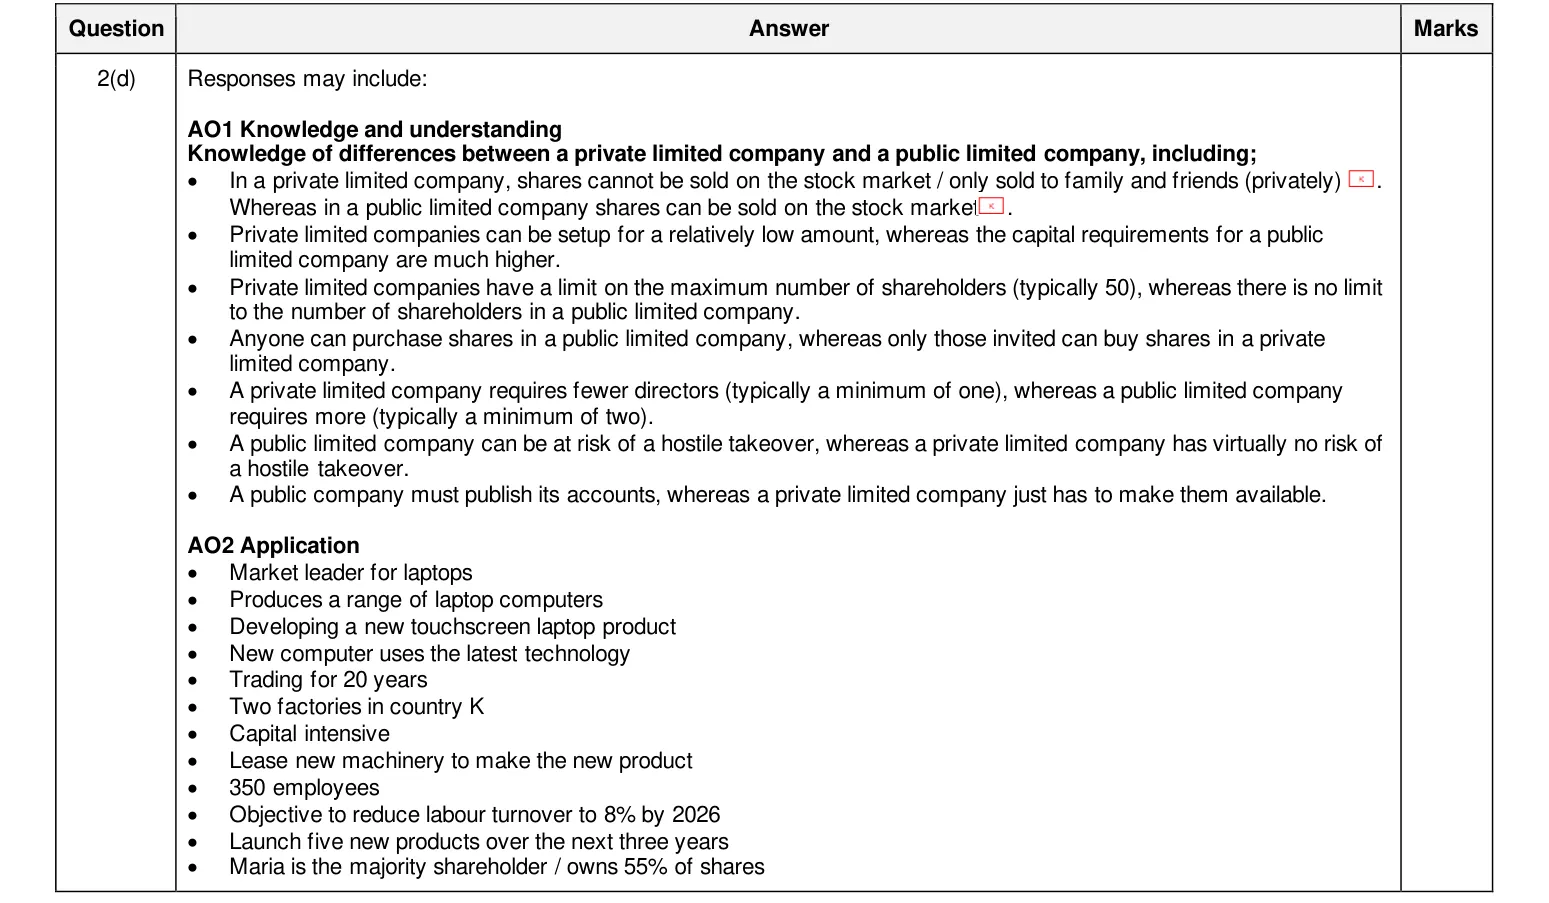 Question Answer Marks
2(d) Responses may include:
AO1 Knowledge and understanding
Knowledge of differences between a private limited company and a public limited company, including;
• In a private limited company, shares cannot be sold on the stock market / only sold to family and friends (privately) K .
Whereas in a public limited company shares can be sold on the stock market K .
• Private limited companies can be setup for a relatively low amount, whereas the capital requirements for a public
limited company are much higher.
• Private limited companies have a limit on the maximum number of shareholders (typically 50), whereas there is no limit
to the number of shareholders in a public limited company.
• Anyone can purchase shares in a public limited company, whereas only those invited can buy shares in a private
limited company.
• A private limited company requires fewer directors (typically a minimum of one), whereas a public limited company
requires more (typically a minimum of two).
• A public limited company can be at risk of a hostile takeover, whereas a private limited company has virtually no risk of
a hostile takeover.
• A public company must publish its accounts, whereas a private limited company just has to make them available.
AO2 Application
• Market leader for laptops
• Produces a range of laptop computers
• Developing a new touchscreen laptop product
• New computer uses the latest technology
• Trading for 20 years
• Two factories in country K
• Capital intensive
• Lease new machinery to make the new product
• 350 employees
• Objective to reduce labour turnover to 8% by 2026
• Launch five new products over the next three years
• Maria is the majority shareholder / owns 55% of shares